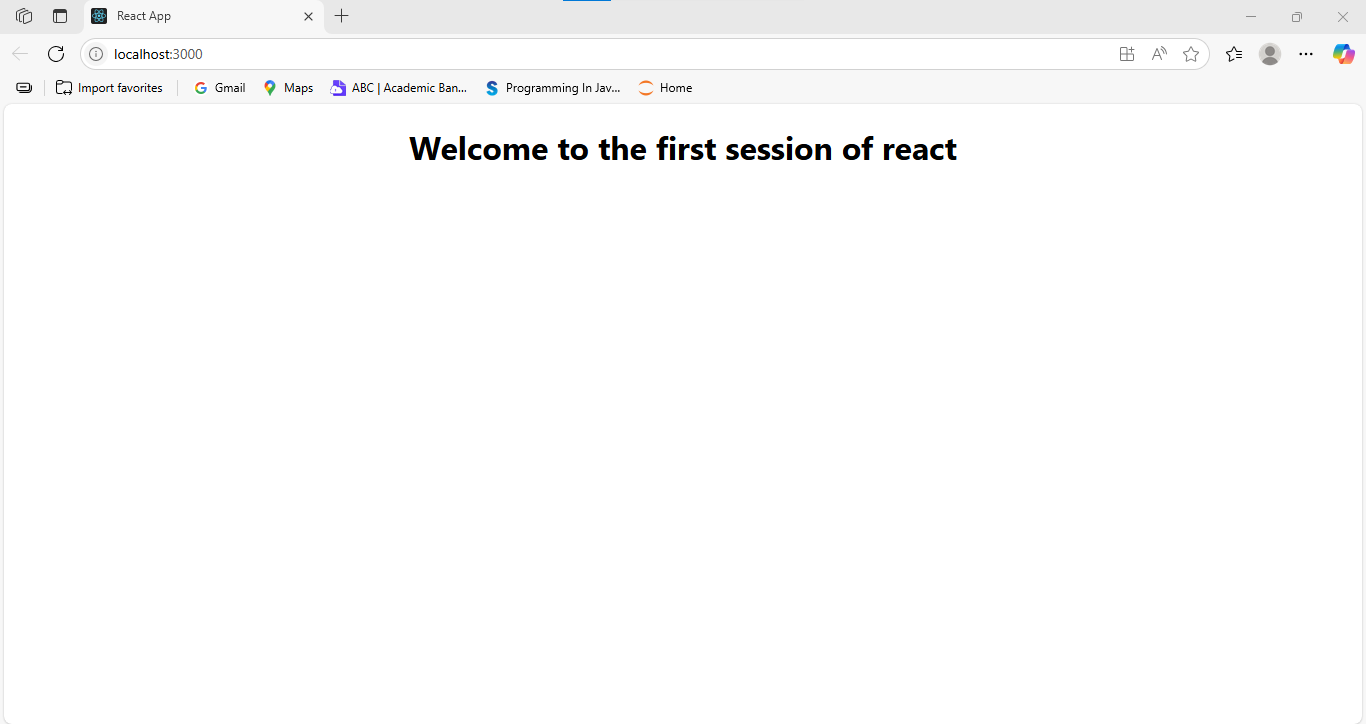 React App
localhost:3000
Import favorites
Gmail
Maps
ABC | Academic Ban...
Programming In Jav...
Home
Welcome to the first session of react